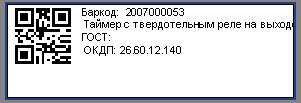 Баркод: 2007000053
Таймер с твердотельным реле на выходе
ГОСТ:
ОКДП: 26.60.12.140